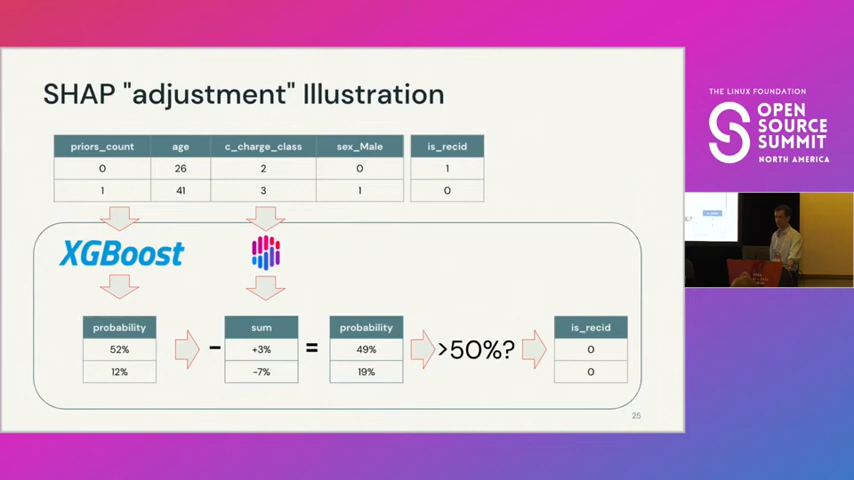 SHAP "adjustment" Illustration
THE LINUX FOUNDATION
OPEN
SOURCE
SUMMIT
NORTH AMERICA
priors_count age c_charge_class sex_Male is_recid
0 26 2 0 1
1 41 3 1 0
XGBoost
probability sum probability is_recid
52% - +3% = 49% >50%? 0
12% -7% 19% 0
25